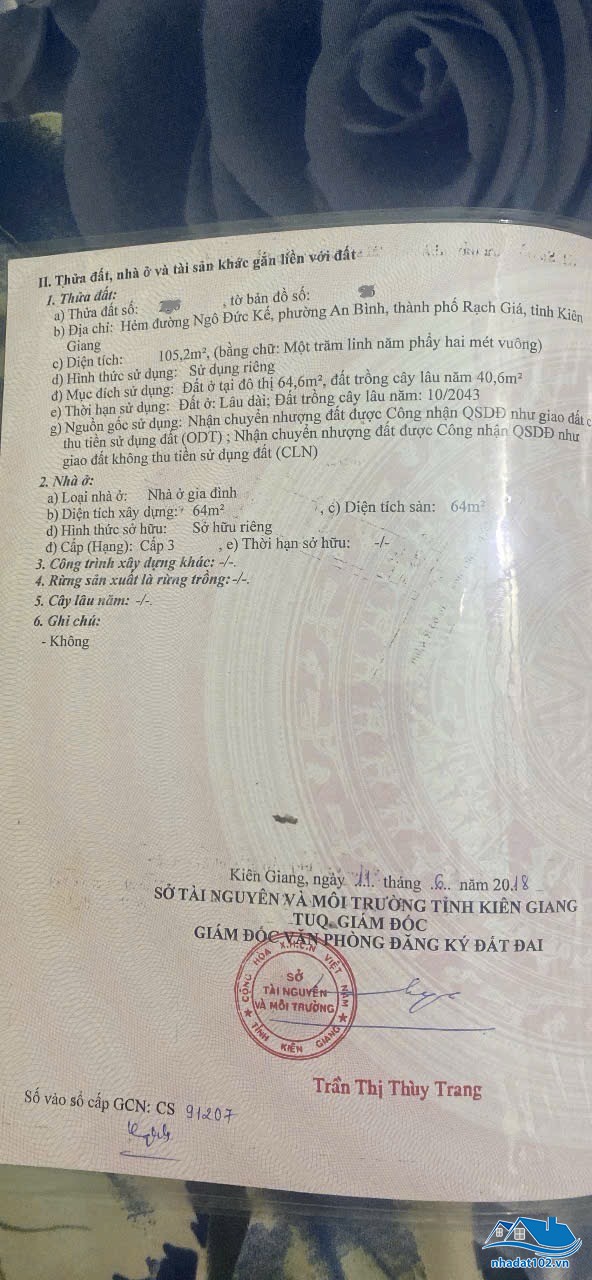 II. Thửa đất, nhà ở và tài sản khác gắn liền với đất
1. Thửa đất:
a) Thửa đất số: , tờ bản đồ số:
b) Địa chỉ: Hẻm đường Ngô Đức Kế, phường An Bình, thành phố Rạch Giá, tỉnh Kiên
Giang
c) Diện tích: 105,2m², (bằng chữ: Một trăm linh năm phẩy hai mét vuông)
d) Hình thức sử dụng: Sử dụng riêng
đ) Mục đích sử dụng: Đất ở tại đô thị 64,6m², đất trồng cây lâu năm 40,6m²
e) Thời hạn sử dụng: Đất ở: Lâu dài; Đất trồng cây lâu năm: 10/2043
g) Nguồn gốc sử dụng: Nhận chuyển nhượng đất được Công nhận QSDĐ như giao đất c
thu tiền sử dụng đất (ODT) ; Nhận chuyển nhượng đất được Công nhận QSDĐ như
giao đất không thu tiền sử dụng đất (CLN)
2. Nhà ở:
a) Loại nhà ở: Nhà ở gia đình
b) Diện tích xây dựng: 64m² , c) Diện tích sàn: 64m²
d) Hình thức sở hữu: Sở hữu riêng
đ) Cấp (Hạng): Cấp 3 , e) Thời hạn sở hữu: -/-
3. Công trình xây dựng khác: -/-.
4. Rừng sản xuất là rừng trồng: -/-.
5. Cây lâu năm: -/-.
6. Ghi chú:
- Không
Kiên Giang, ngày 11 tháng 6 năm 2018
SỞ TÀI NGUYÊN VÀ MÔI TRƯỜNG TỈNH KIÊN GIANG
TUQ. GIÁM ĐỐC
GIÁM ĐỐC VĂN PHÒNG ĐĂNG KÝ ĐẤT ĐAI
CỘNG HÒA X.H.C.N VIỆT NAM
SỞ
TÀI NGUYÊN
VÀ MÔI TRƯỜNG
TỈNH KIÊN GIANG
Trần Thị Thùy Trang
Số vào sổ cấp GCN: CS 91207
nhadat102.vn